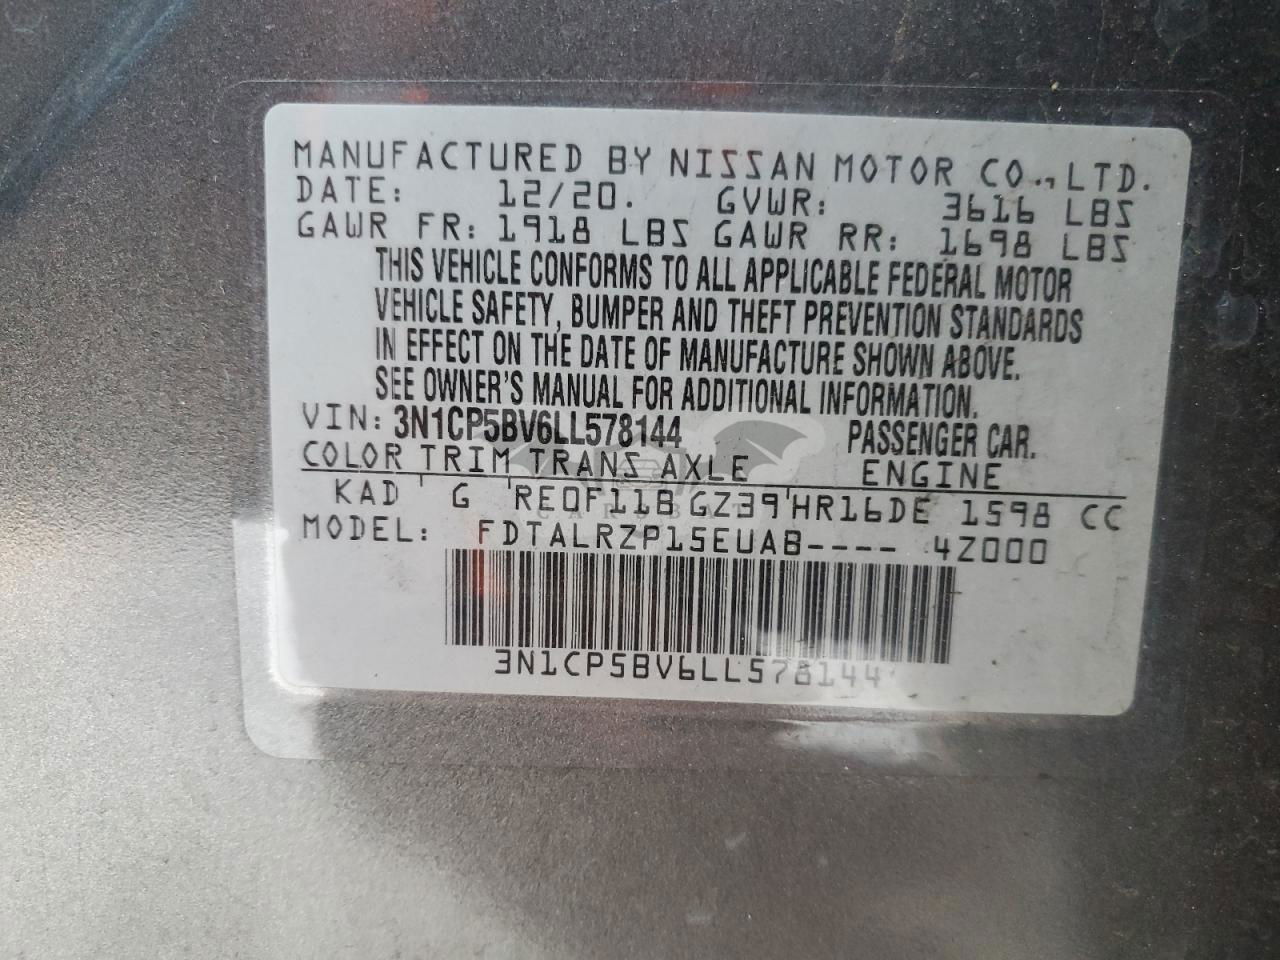 MANUFACTURED BY NISSAN MOTOR CO., LTD.
DATE: 12/20. GVWR: 3616 LBS
GAWR FR: 1918 LBS GAWR RR: 1698 LBS
THIS VEHICLE CONFORMS TO ALL APPLICABLE FEDERAL MOTOR
VEHICLE SAFETY, BUMPER AND THEFT PREVENTION STANDARDS
IN EFFECT ON THE DATE OF MANUFACTURE SHOWN ABOVE.
SEE OWNER'S MANUAL FOR ADDITIONAL INFORMATION.
VIN: 3N1CP5BV6LL578144 PASSENGER CAR.
COLOR TRIM TRANS AXLE ENGINE
KAD G RE0F11B GZ39 HR16DE 1598 CC
CARSBAT
MODEL: FDTALRZP15EUAB---- 4Z000
3N1CP5BV6LL578144